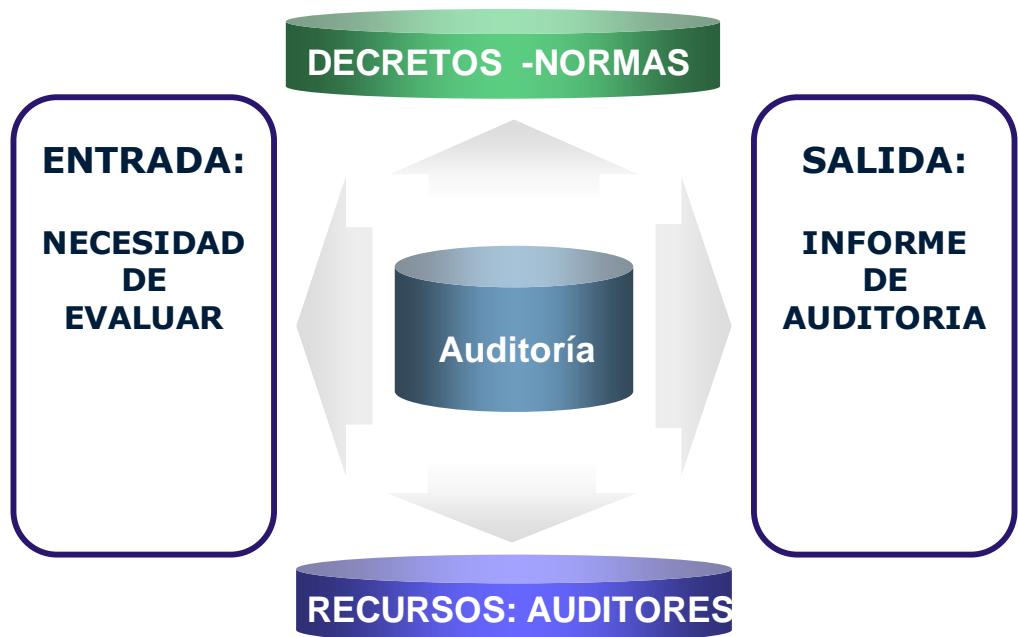 DECRETOS -NORMAS
ENTRADA:
NECESIDAD
DE
EVALUAR
Auditoría
SALIDA:
INFORME
DE
AUDITORIA
RECURSOS: AUDITORES